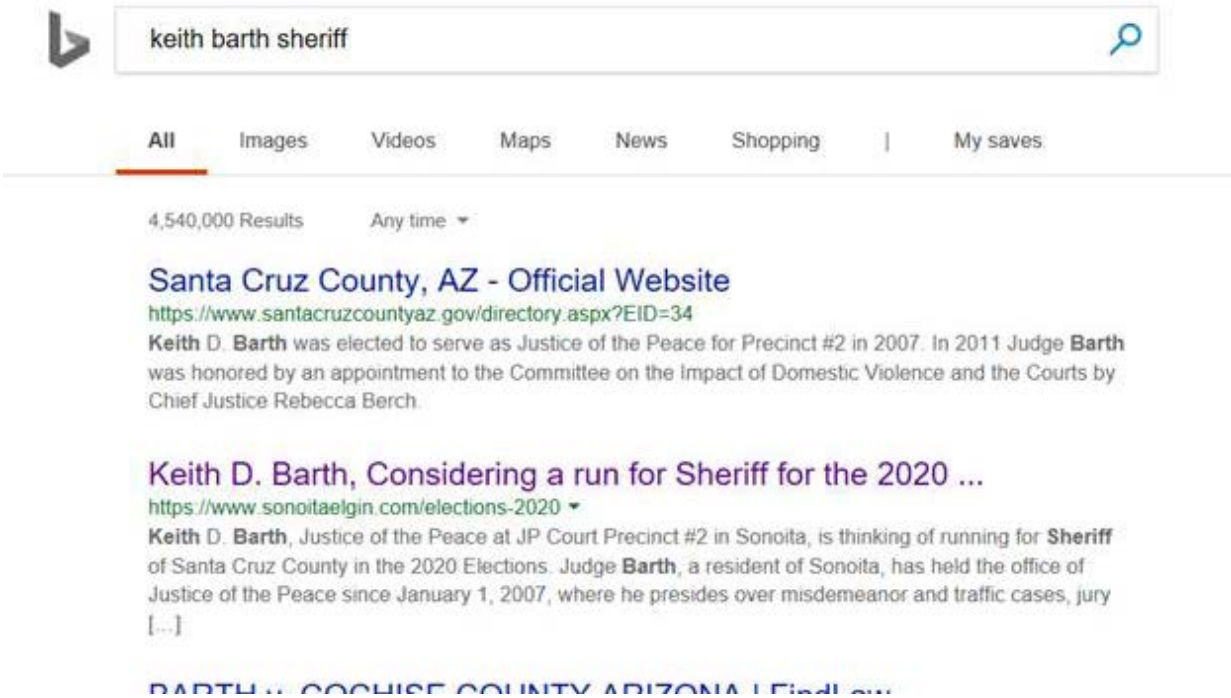 keith barth sheriff
All Images Videos Maps News Shopping | My saves
4,540,000 Results Any time
Santa Cruz County, AZ - Official Website
https://www.santacruzcountyaz.gov/directory.aspx?EID=34
Keith D. Barth was elected to serve as Justice of the Peace for Precinct #2 in 2007. In 2011 Judge Barth
was honored by an appointment to the Committee on the Impact of Domestic Violence and the Courts by
Chief Justice Rebecca Berch.
Keith D. Barth, Considering a run for Sheriff for the 2020 ...
https://www.sonoitaelgin.com/elections-2020
Keith D. Barth, Justice of the Peace at JP Court Precinct #2 in Sonoita, is thinking of running for Sheriff
of Santa Cruz County in the 2020 Elections. Judge Barth, a resident of Sonoita, has held the office of
Justice of the Peace since January 1, 2007, where he presides over misdemeanor and traffic cases, jury
[...]
BARTH v. COCHISE COUNTY ARIZONA | FindLaw